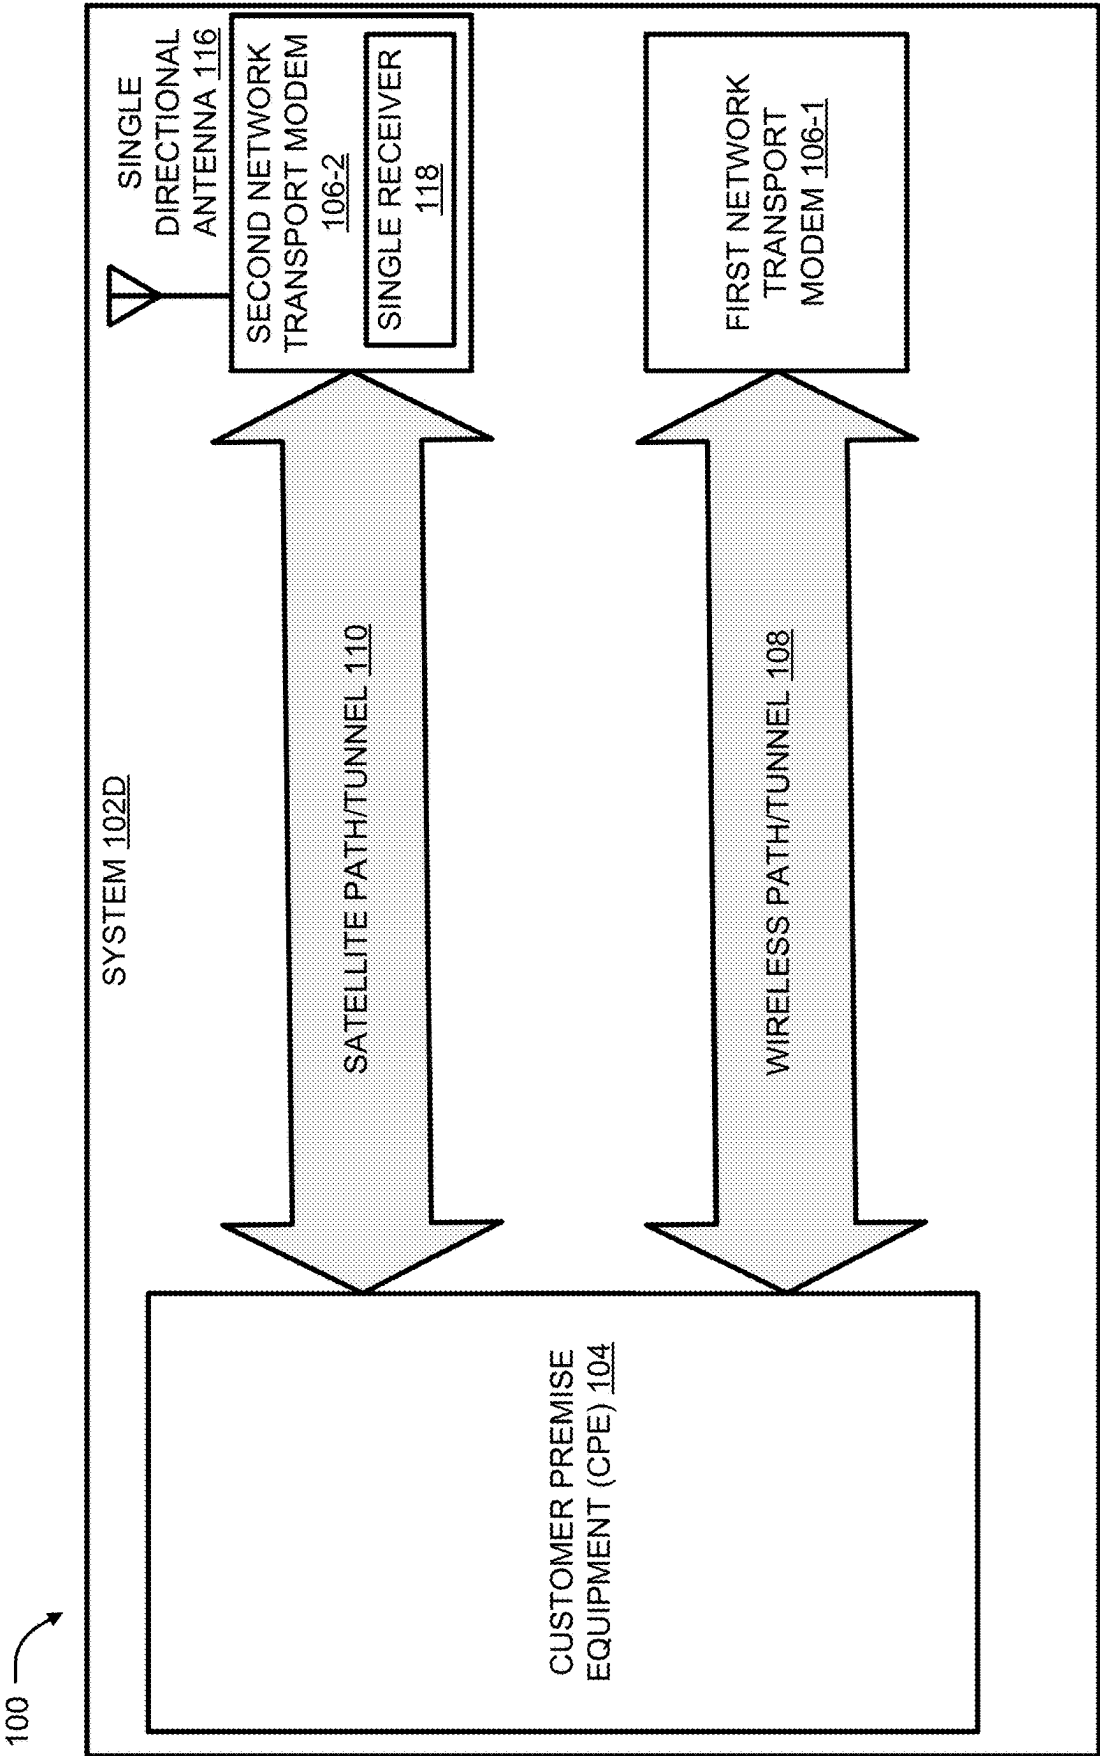 100
SYSTEM 102D
SINGLE
DIRECTIONAL
ANTENNA 116
CUSTOMER PREMISE
EQUIPMENT (CPE) 104
SATELLITE PATH/TUNNEL 110
SECOND NETWORK
TRANSPORT MODEM
106-2
SINGLE RECEIVER
118
WIRELESS PATH/TUNNEL 108
FIRST NETWORK
TRANSPORT
MODEM 106-1